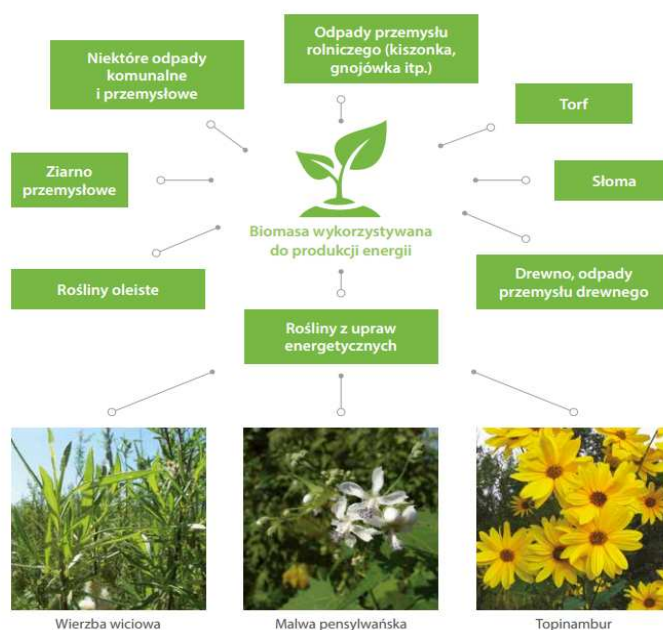 Niektóre odpady
komunalne
i przemysłowe
Odpady przemysłu
rolniczego (kiszonka,
gnojówka itp.)
Torf
Ziarno
przemysłowe
Słoma
Biomasa wykorzystywana
do produkcji energii
Rośliny oleiste
Drewno, odpady
przemysłu drewnego
Rośliny z upraw
energetycznych
Wierzba wiciowa
Malwa pensylwańska
Topinambur